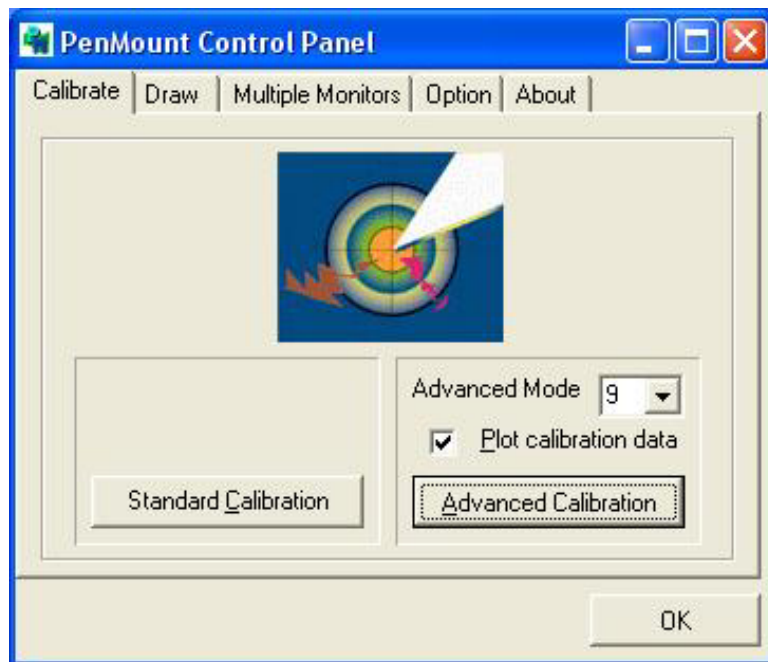 PenMount Control Panel
Calibrate Draw Multiple Monitors Option About
Advanced Mode 9
Plot calibration data
Standard Calibration Advanced Calibration
OK